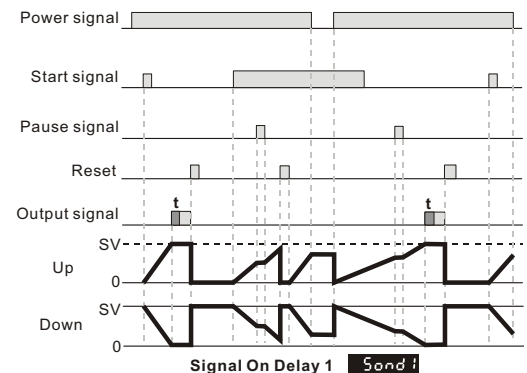 Power signal
Start signal
Pause signal
Reset
t
t
Output signal
SV
Up
0
SV
Down
0
Signal On Delay 1 Sond1